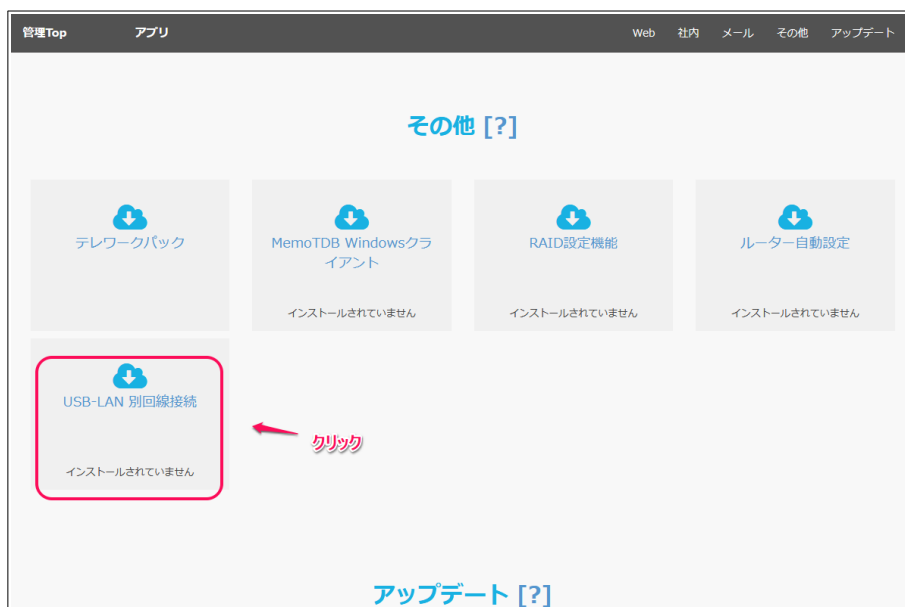 管理Top アプリ Web 社内 メール その他 アップデート
その他 [?]
テレワークパック
MemoTDB Windowsクラ
イアント
インストールされていません
RAID設定機能
インストールされていません
ルーター自動設定
インストールされていません
USB-LAN 別回線接続
インストールされていません
クリック
アップデート [?]